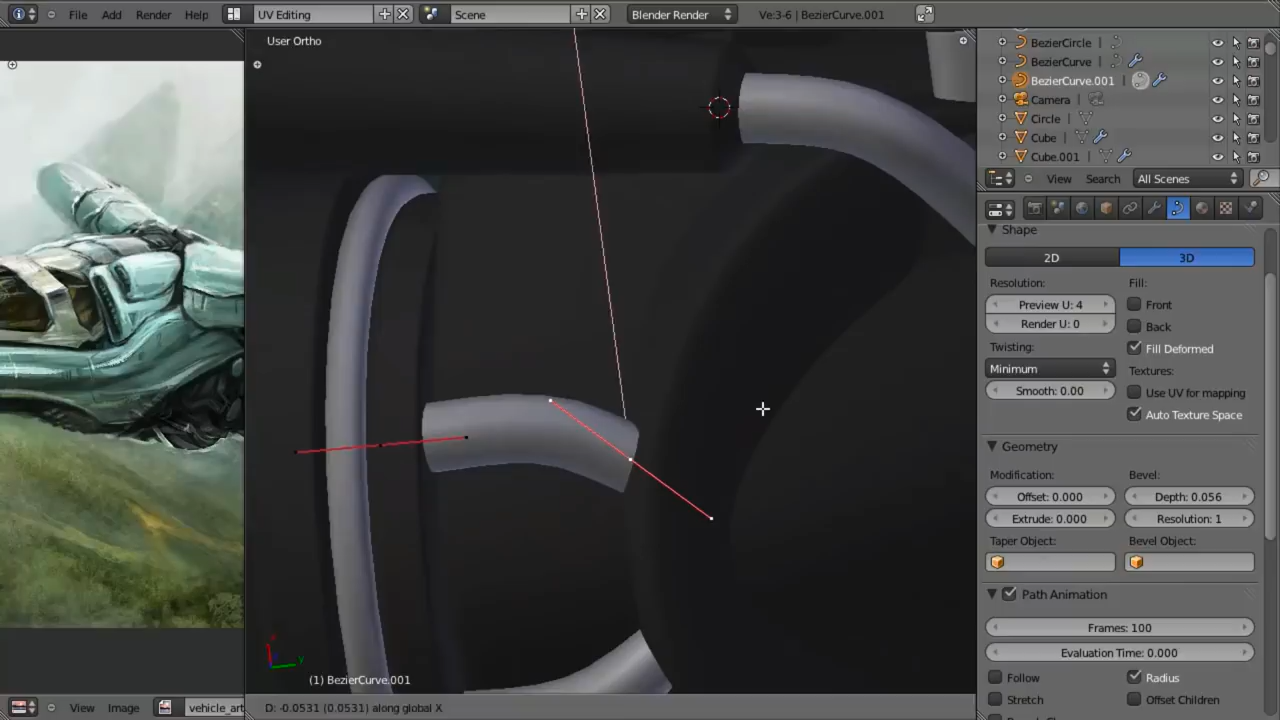 File Add Render Help UV Editing Scene Blender Render Ve:3-6 | BezierCurve.001
User Ortho
BezierCircle
BezierCurve
BezierCurve.001
Camera
Circle
Cube
Cube.001
View Search All Scenes
Shape
2D 3D
Resolution: Fill:
Preview U: 4 Front
Render U: 0 Back
Twisting: Fill Deformed
Minimum Textures:
Smooth: 0.00 Use UV for mapping
Auto Texture Space
Geometry
Modification: Bevel:
Offset: 0.000 Depth: 0.056
Extrude: 0.000 Resolution: 1
Taper Object: Bevel Object:
Path Animation
Frames: 100
Evaluation Time: 0.000
Follow Radius
Stretch Offset Children
(1) BezierCurve.001
View Image vehicle_art D: -0.0531 (0.0531) along global X